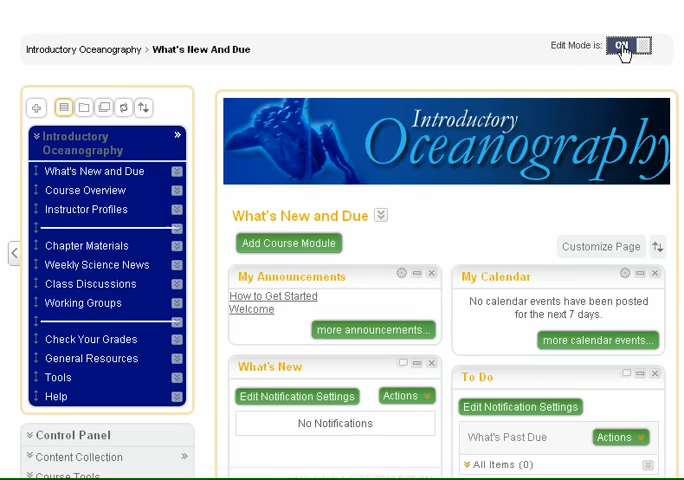 Introductory Oceanography > What's New And Due
Edit Mode is: ON
Introductory
Oceanography
What's New and Due
Course Overview
Instructor Profiles
Chapter Materials
Weekly Science News
Class Discussions
Working Groups
Check Your Grades
General Resources
Tools
Help
Control Panel
Content Collection
Course Tools
Introductory
Oceanography
What's New and Due
Add Course Module
Customize Page
My Announcements
How to Get Started
Welcome
more announcements...
My Calendar
No calendar events have been posted
for the next 7 days.
more calendar events...
What's New
Edit Notification Settings
Actions
No Notifications
To Do
Edit Notification Settings
What's Past Due
Actions
All Items (0)